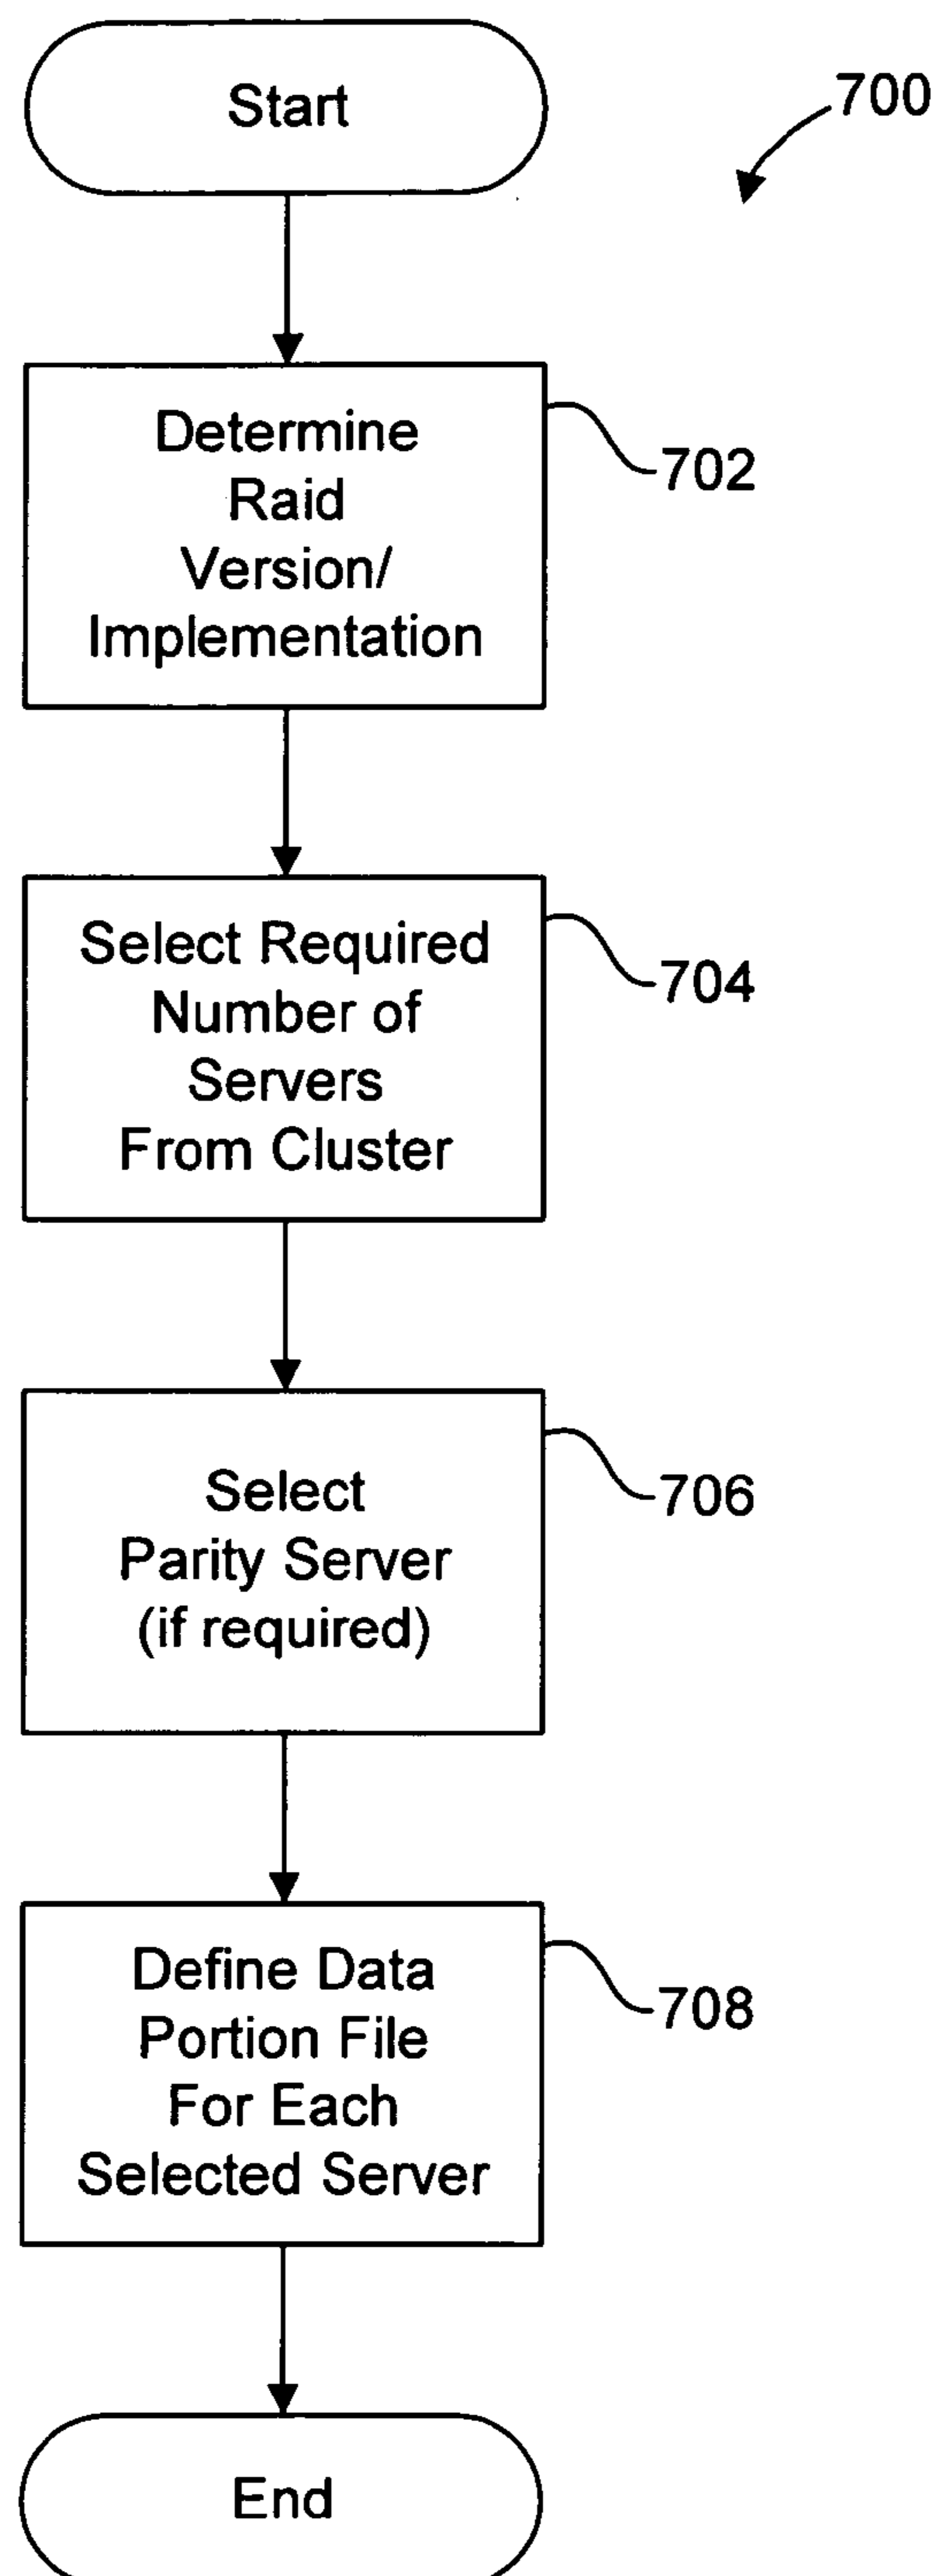 Start
700
Determine
Raid
Version/
Implementation
702
Select Required
Number of
Servers
From Cluster
704
Select
Parity Server
(if required)
706
Define Data
Portion File
For Each
Selected Server
708
End